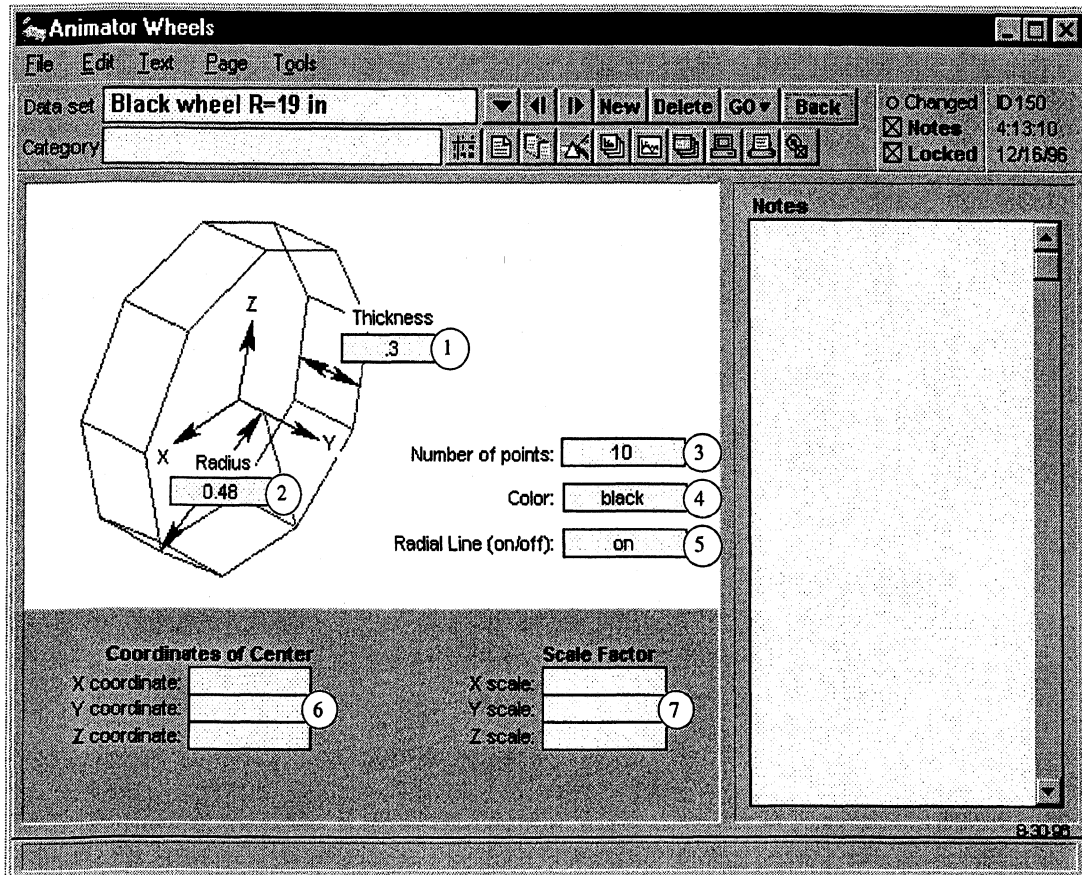 Animator Wheels
File Edit Text Page Tools
Data set Black wheel R=19 in New Delete GO Back Changed ID 150
Notes 4:13:10
Category Locked 12/16/96
Notes
Z
Thickness
.3 1
X
Y
Radius
0.48 2
Number of points: 10 3
Color: black 4
Radial Line (on/off): on 5
Coordinates of Center Scale Factor
X coordinate: X scale:
Y coordinate: 6 Y scale: 7
Z coordinate: Z scale:
8.30.96